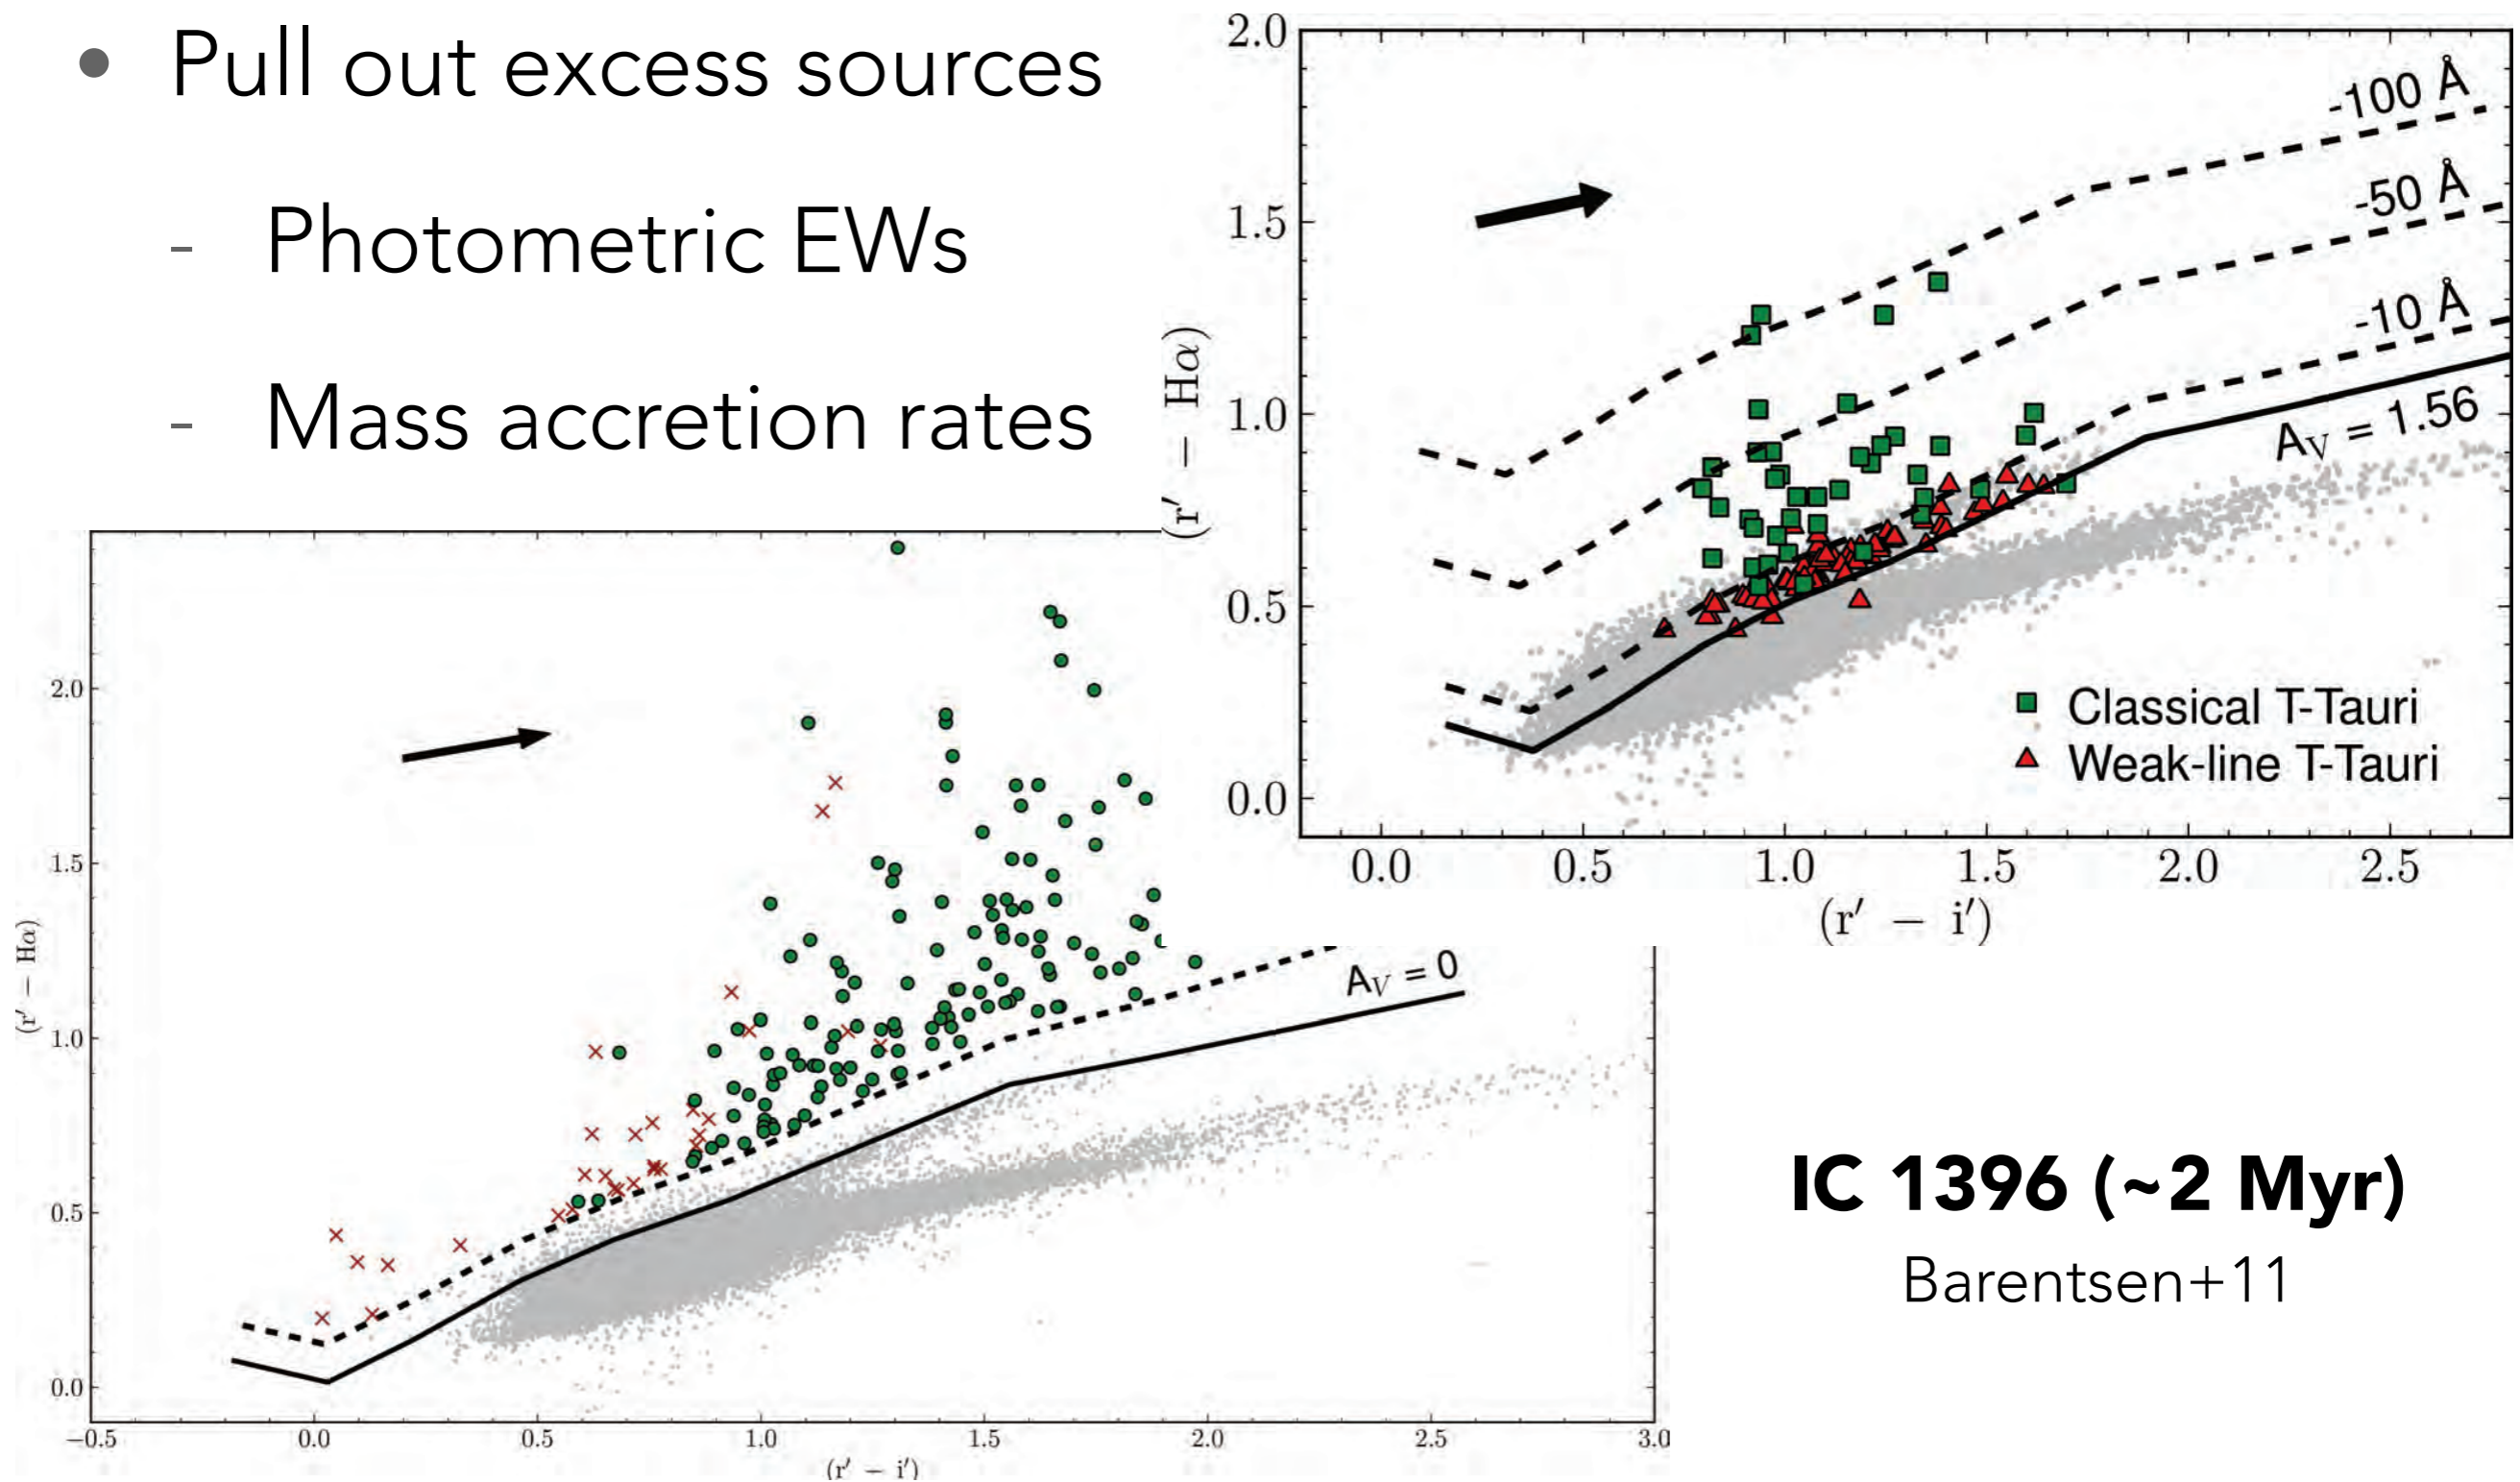 • Pull out excess sources
- Photometric EWs
- Mass accretion rates
2.0
1.5
1.0
0.5
0.0
(r′ − Hα)
-100 Å
-50 Å
-10 Å
A_V = 1.56
Classical T-Tauri
Weak-line T-Tauri
0.0 0.5 1.0 1.5 2.0 2.5
(r′ − i′)
2.0
1.5
1.0
0.5
0.0
(r′ − Hα)
A_V = 0
−0.5 0.0 0.5 1.0 1.5 2.0 2.5 3.0
(r′ − i′)
IC 1396 (~2 Myr)
Barentsen+11